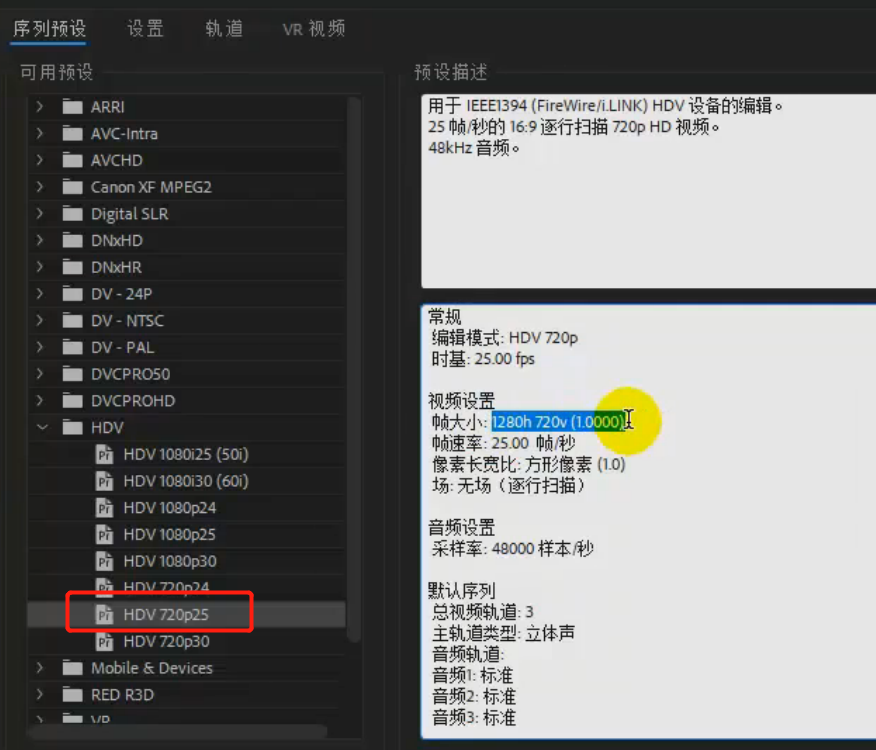 序列预设 设置 轨道 VR 视频
可用预设
ARRI
AVC-Intra
AVCHD
Canon XF MPEG2
Digital SLR
DNxHD
DNxHR
DV - 24P
DV - NTSC
DV - PAL
DVCPRO50
DVCPROHD
HDV
HDV 1080i25 (50i)
HDV 1080i30 (60i)
HDV 1080p24
HDV 1080p25
HDV 1080p30
HDV 720p24
HDV 720p25
HDV 720p30
Mobile & Devices
RED R3D
VR
预设描述
用于 IEEE1394 (FireWire/i.LINK) HDV 设备的编辑。
25 帧/秒的 16:9 逐行扫描 720p HD 视频。
48kHz 音频。
常规
编辑模式: HDV 720p
时基: 25.00 fps
视频设置
帧大小: 1280h 720v (1.0000)
帧速率: 25.00 帧/秒
像素长宽比: 方形像素 (1.0)
场: 无场（逐行扫描）
音频设置
采样率: 48000 样本/秒
默认序列
总视频轨道: 3
主轨道类型: 立体声
音频轨道:
音频1: 标准
音频2: 标准
音频3: 标准